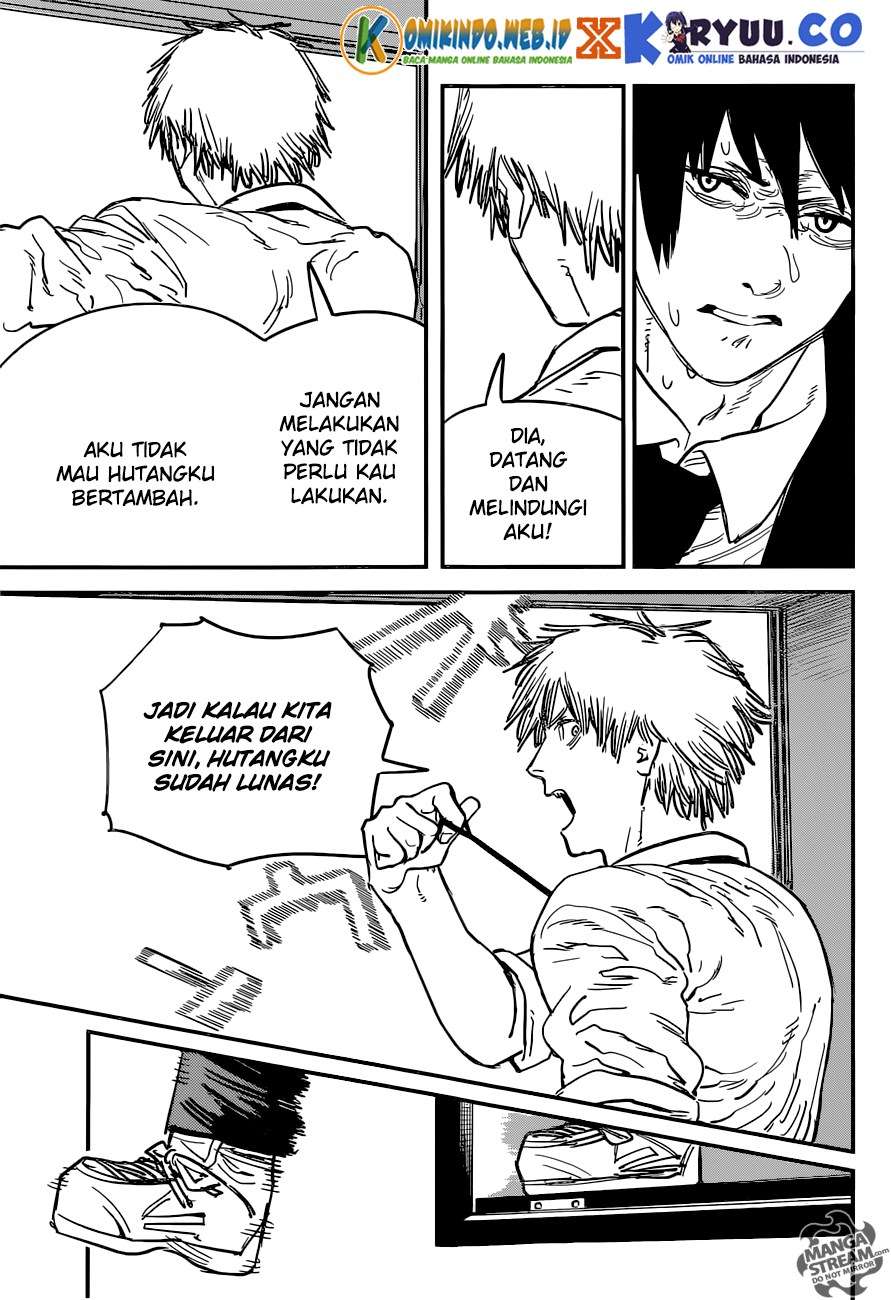 KOMIKINDO.WEB.ID X KIRYUU.CO
BACA MANGA ONLINE BAHASA INDONESIA
OMIK ONLINE BAHASA INDONESIA
DIA,
DATANG
DAN
MELINDUNGI
AKU!
JANGAN
MELAKUKAN
YANG TIDAK
PERLU KAU
LAKUKAN.
AKU TIDAK
MAU HUTANGKU
BERTAMBAH.
JADI KALAU KITA
KELUAR DARI
SINI, HUTANGKU
SUDAH LUNAS!
MANGA
STREAM.com
DO NOT MIRROR